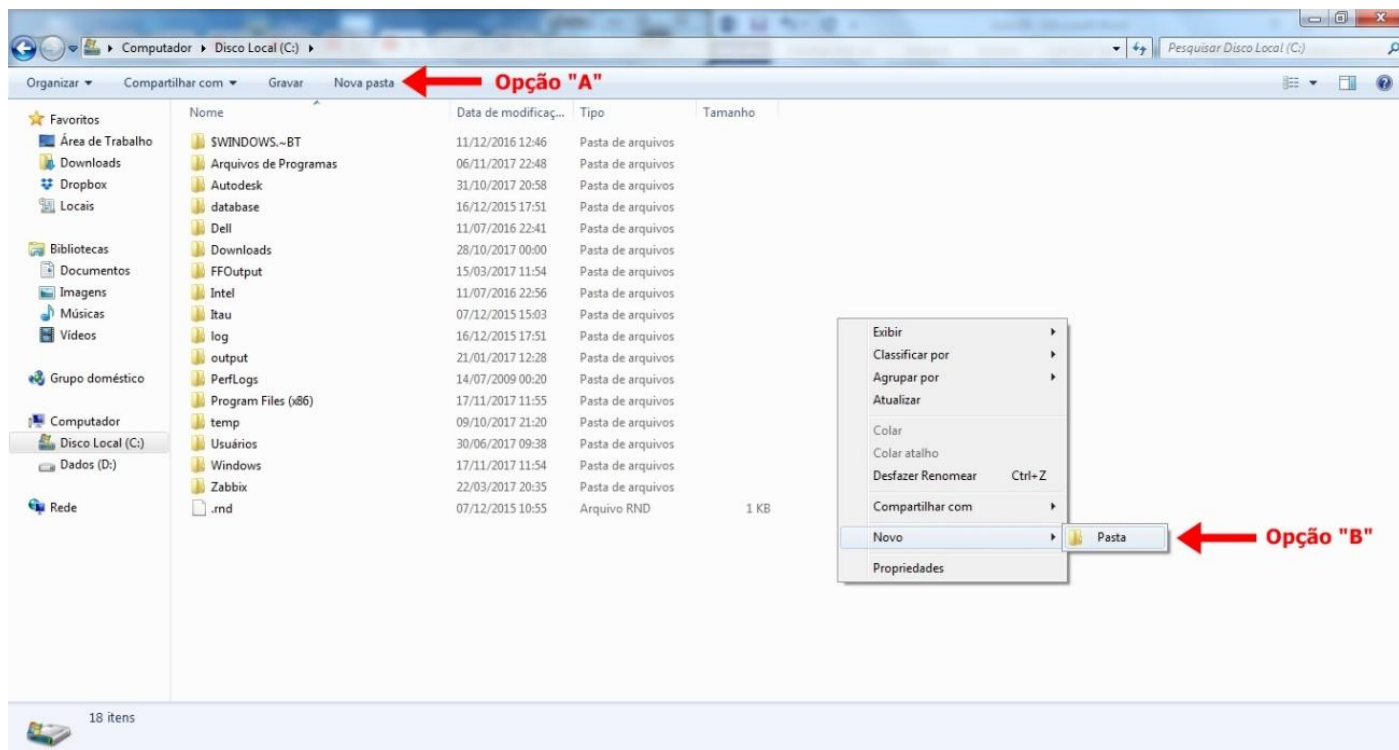 Computador ▸ Disco Local (C:) ▸
Pesquisar Disco Local (C:)
Organizar Compartilhar com Gravar Nova pasta Opção "A"
Nome Data de modificaç... Tipo Tamanho
Favoritos
Área de Trabalho
Downloads
Dropbox
Locais
Bibliotecas
Documentos
Imagens
Músicas
Vídeos
Grupo doméstico
Computador
Disco Local (C:)
Dados (D:)
Rede
$WINDOWS.~BT 11/12/2016 12:46 Pasta de arquivos
Arquivos de Programas 06/11/2017 22:48 Pasta de arquivos
Autodesk 31/10/2017 20:58 Pasta de arquivos
database 16/12/2015 17:51 Pasta de arquivos
Dell 11/07/2016 22:41 Pasta de arquivos
Downloads 28/10/2017 00:00 Pasta de arquivos
FFOutput 15/03/2017 11:54 Pasta de arquivos
Intel 11/07/2016 22:56 Pasta de arquivos
Itau 07/12/2015 15:03 Pasta de arquivos
log 16/12/2015 17:51 Pasta de arquivos
output 21/01/2017 12:28 Pasta de arquivos
PerfLogs 14/07/2009 00:20 Pasta de arquivos
Program Files (x86) 17/11/2017 11:55 Pasta de arquivos
temp 09/10/2017 21:20 Pasta de arquivos
Usuários 30/06/2017 09:38 Pasta de arquivos
Windows 17/11/2017 11:54 Pasta de arquivos
Zabbix 22/03/2017 20:35 Pasta de arquivos
.rnd 07/12/2015 10:55 Arquivo RND 1 KB
Exibir
Classificar por
Agrupar por
Atualizar
Colar
Colar atalho
Desfazer Renomear Ctrl+Z
Compartilhar com
Novo Pasta Opção "B"
Propriedades
18 itens